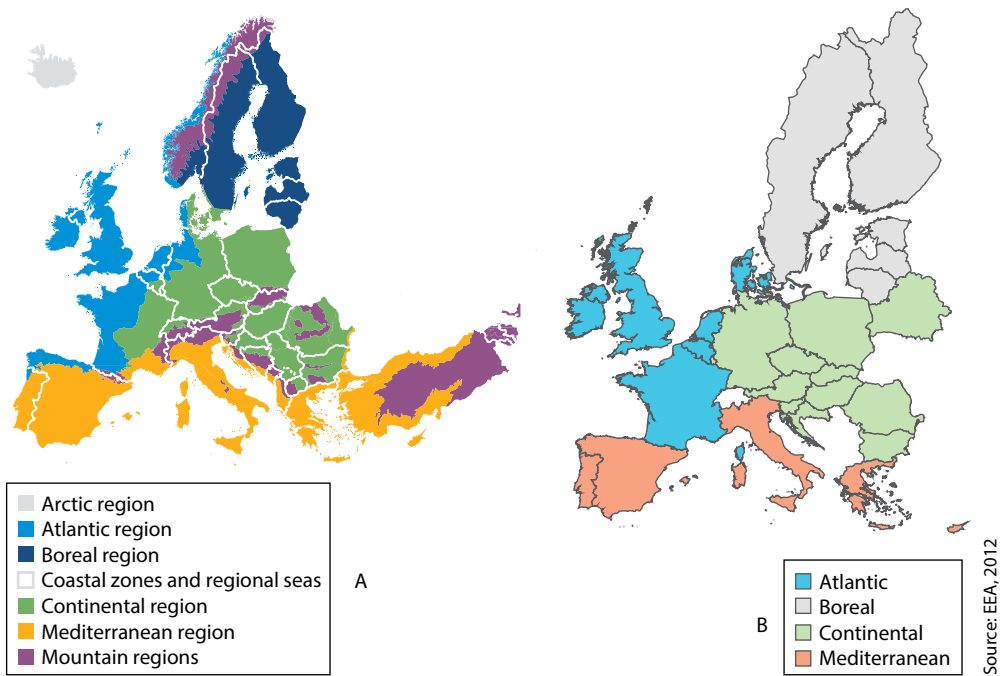 Arctic region
Atlantic region
Boreal region
Coastal zones and regional seas
Continental region
Mediterranean region
Mountain regions
A
B
Atlantic
Boreal
Continental
Mediterranean
Source: EEA, 2012